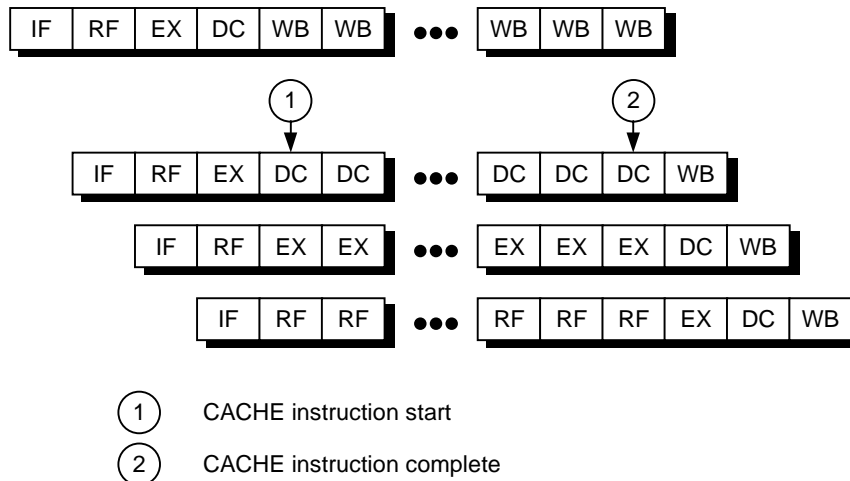 IF RF EX DC WB WB ●●● WB WB WB
1 2
IF RF EX DC DC ●●● DC DC DC WB
IF RF EX EX ●●● EX EX EX DC WB
IF RF RF ●●● RF RF RF EX DC WB
1 CACHE instruction start
2 CACHE instruction complete